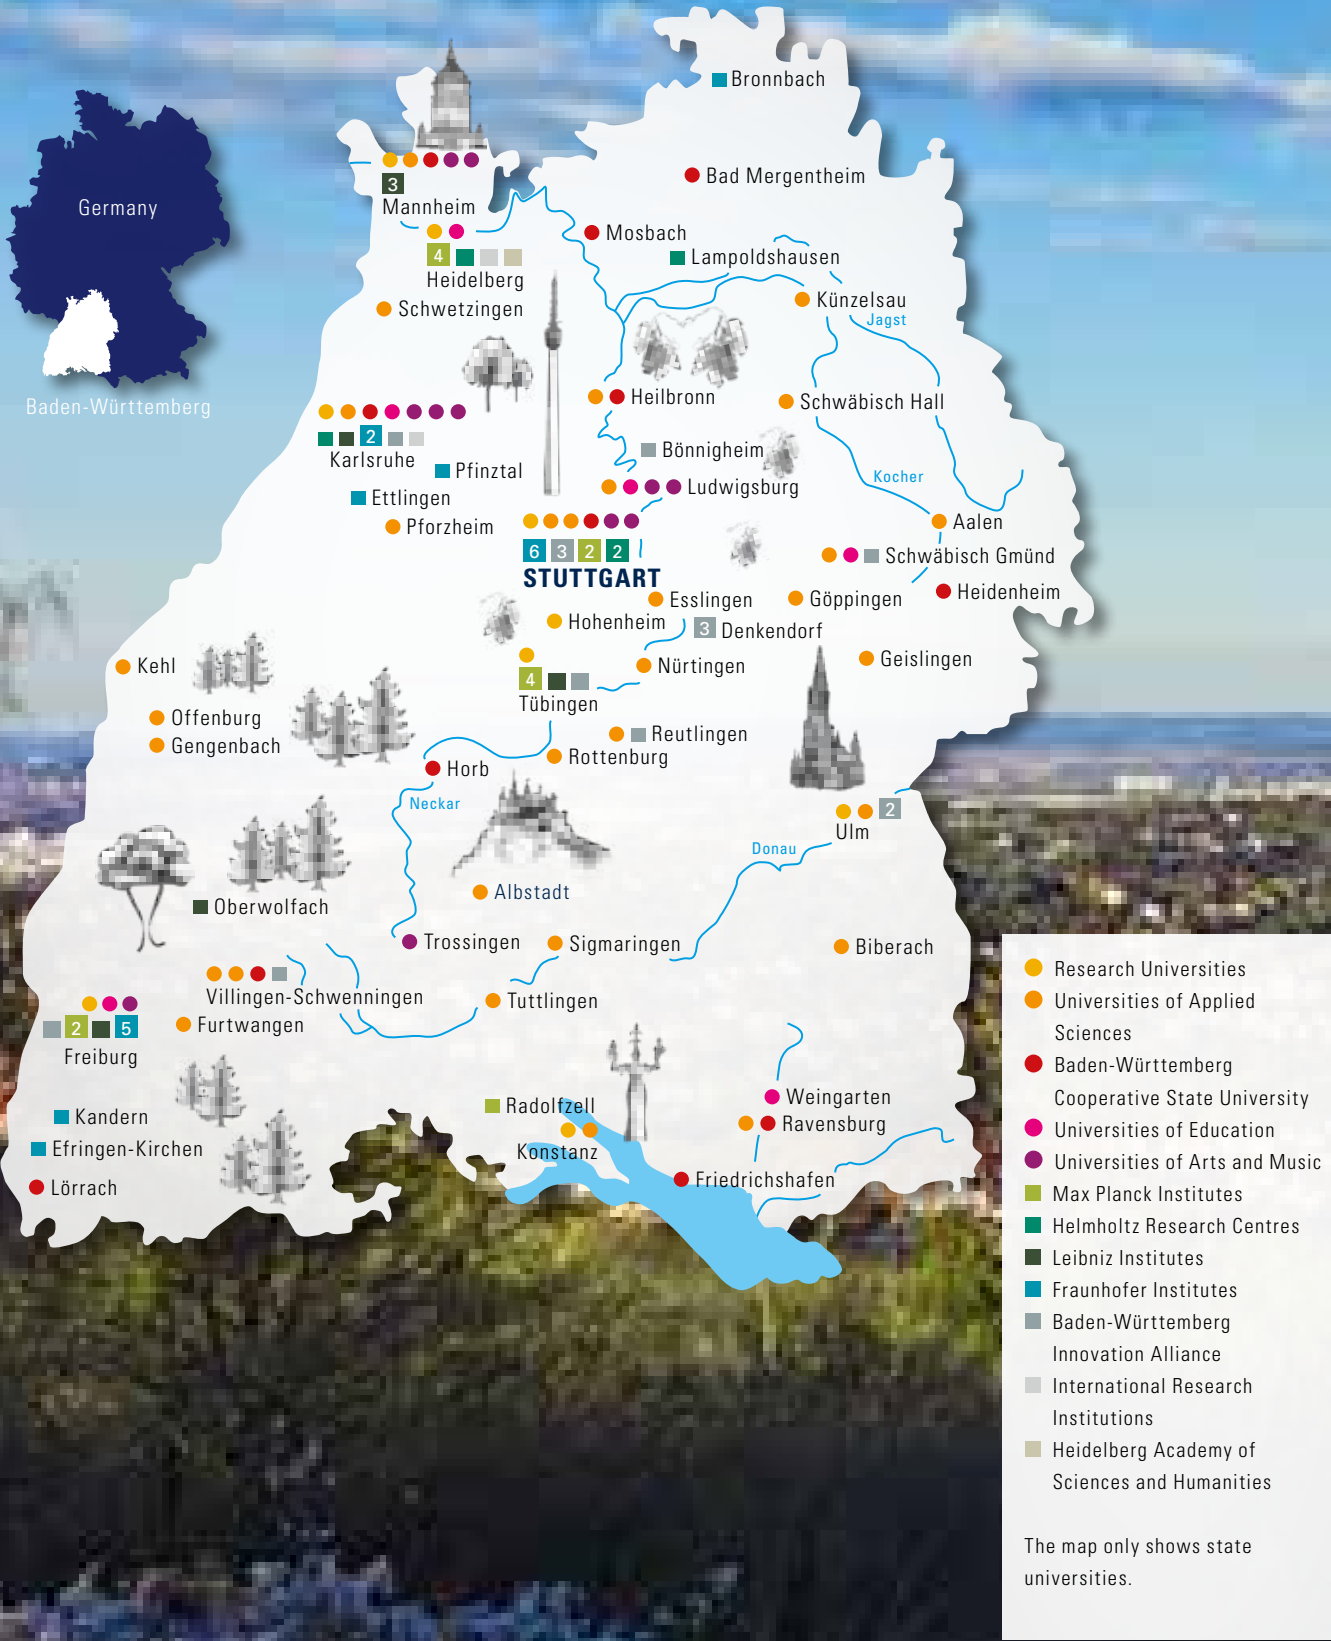 Germany
Baden-Württemberg
Bronnbach
Bad Mergentheim
3
Mannheim
Mosbach
Lampoldshausen
4
Heidelberg
Schwetzingen
Künzelsau
Jagst
Heilbronn
Schwäbisch Hall
2
Karlsruhe
Bönnigheim
Pfinztal
Kocher
Ludwigsburg
Ettlingen
Pforzheim
Aalen
6 3 2 2
STUTTGART
Schwäbisch Gmünd
Heidenheim
Esslingen
Göppingen
Hohenheim
3 Denkendorf
Kehl
Nürtingen
Geislingen
4
Tübingen
Offenburg
Reutlingen
Gengenbach
Rottenburg
Horb
Neckar
2
Ulm
Donau
Albstadt
Oberwolfach
Trossingen
Sigmaringen
Biberach
Villingen-Schwenningen
Tuttlingen
Furtwangen
2 5
Freiburg
Weingarten
Radolfzell
Kandern
Ravensburg
Efringen-Kirchen
Konstanz
Friedrichshafen
Lörrach
Research Universities
Universities of Applied
Sciences
Baden-Württemberg
Cooperative State University
Universities of Education
Universities of Arts and Music
Max Planck Institutes
Helmholtz Research Centres
Leibniz Institutes
Fraunhofer Institutes
Baden-Württemberg
Innovation Alliance
International Research
Institutions
Heidelberg Academy of
Sciences and Humanities
The map only shows state
universities.